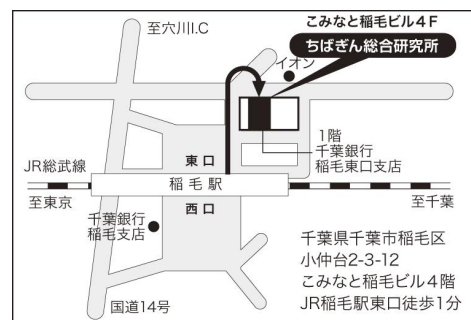 こみなと稲毛ビル4F
ちばぎん総合研究所
至穴川I.C
イオン
1階
千葉銀行
稲毛東口支店
JR総武線
東口
稲毛駅
西口
至東京
至千葉
千葉銀行
稲毛支店
国道14号
千葉県千葉市稲毛区
小仲台2-3-12
こみなと稲毛ビル4階
JR稲毛駅東口徒歩1分